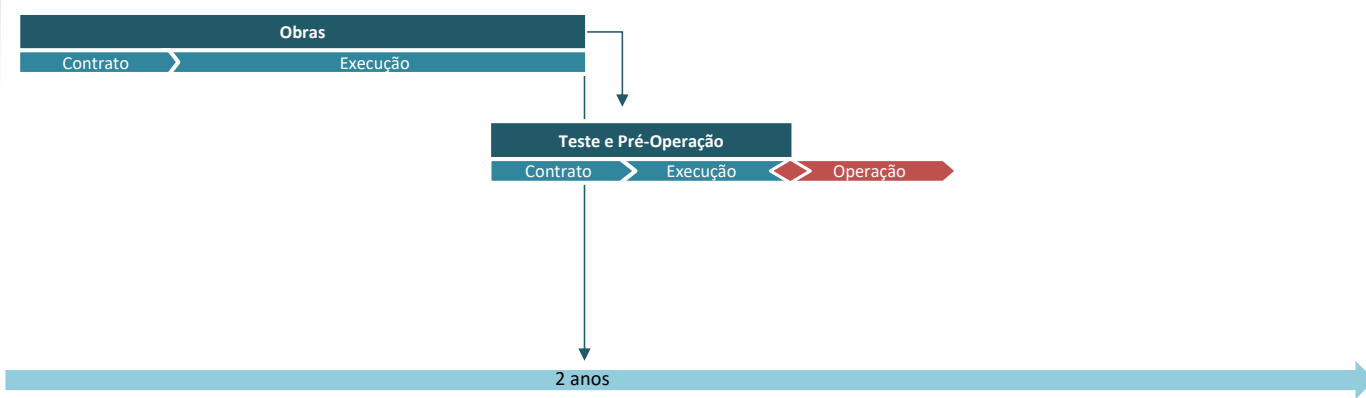 Obras
Contrato Execução
Teste e Pré-Operação
Contrato Execução Operação
2 anos